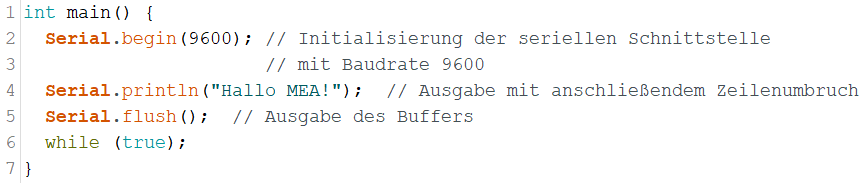 1 int main() {
2   Serial.begin(9600); // Initialisierung der seriellen Schnittstelle
3                     // mit Baudrate 9600
4   Serial.println("Hallo MEA!");  // Ausgabe mit anschließendem Zeilenumbruch
5   Serial.flush();  // Ausgabe des Buffers
6   while (true);
7 }